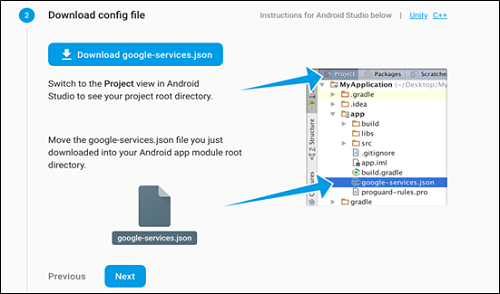 2 Download config file
Instructions for Android Studio below | Unity C++
Download google-services.json
Switch to the Project view in Android
Studio to see your project root directory.
Move the google-services.json file you just
downloaded into your Android app module root
directory.
google-services.json
Project Packages Scratche
MyApplication (~/Desktop/My
.gradle
.idea
app
build
libs
src
.gitignore
app.iml
build.gradle
google-services.json
proguard-rules.pro
gradle
Z: Structure
Captures
Previous Next